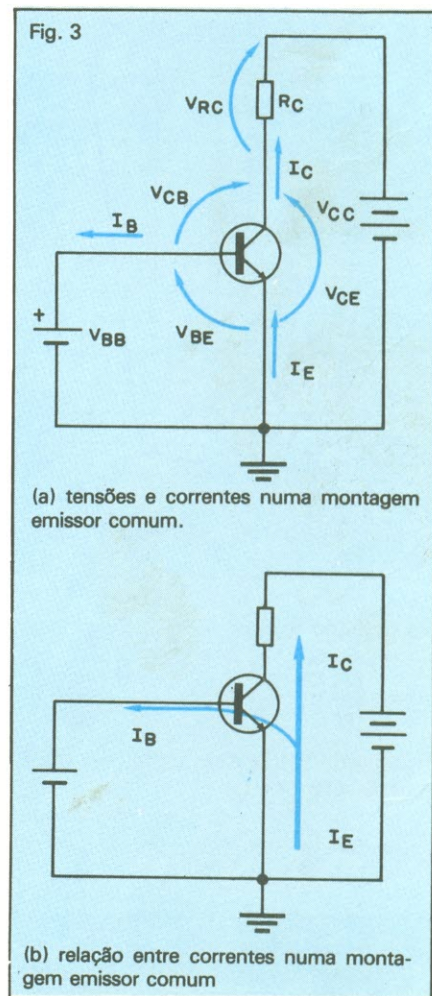 Fig. 3
VRC
RC
IC
VCB
IB
VCC
+
VBB
VBE
VCE
IE
(a) tensões e correntes numa montagem
emissor comum.
IC
IB
IE
(b) relação entre correntes numa monta-
gem emissor comum